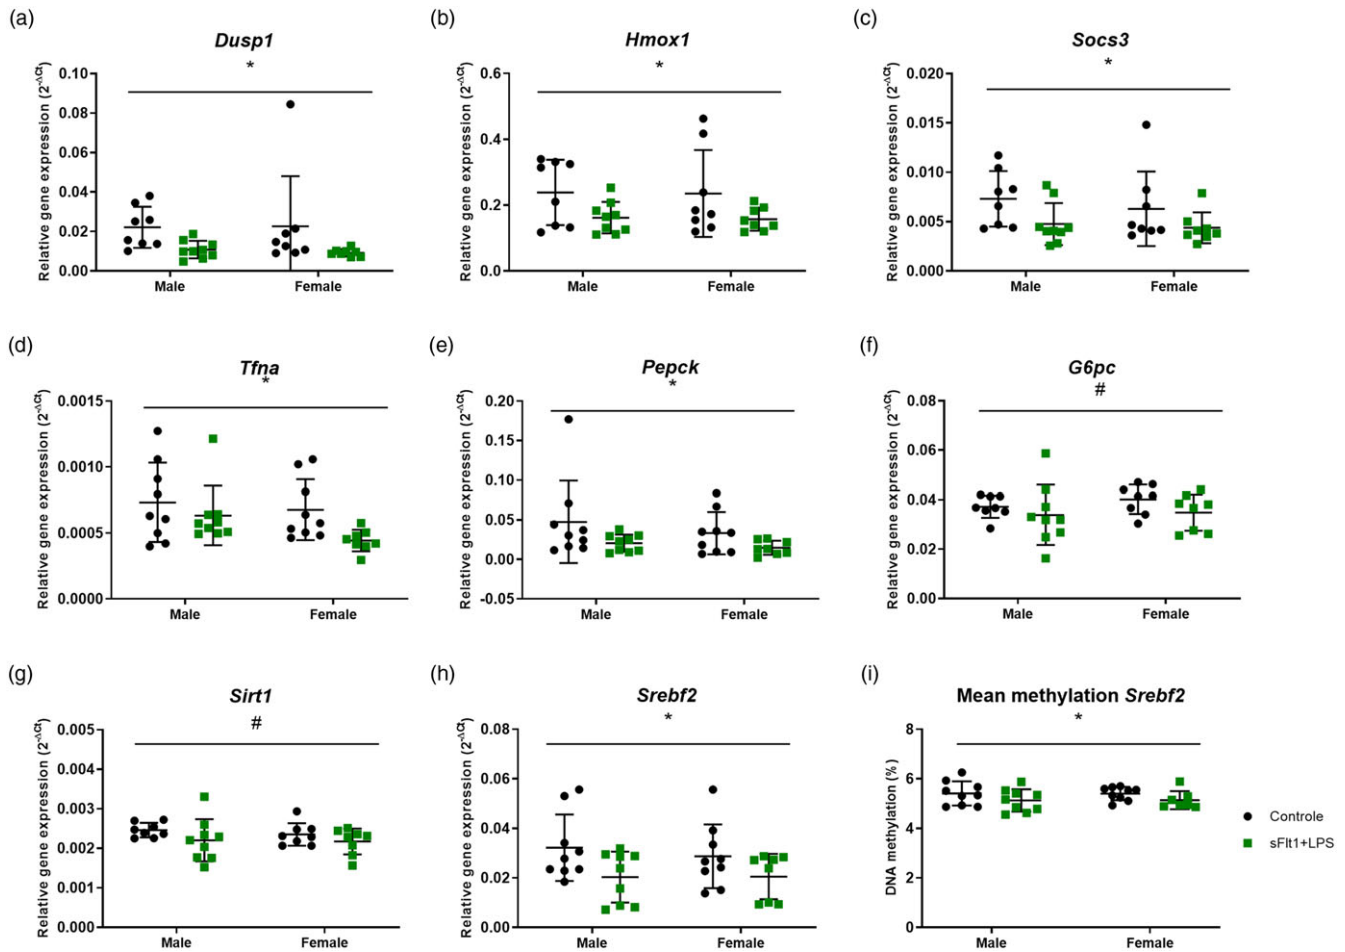 (a)
Dusp1
*
Relative gene expression (2^-ΔCt)
0.10
0.08
0.06
0.04
0.02
0.00
Male
Female
(b)
Hmox1
*
Relative gene expression (2^-ΔCt)
0.6
0.4
0.2
0.0
Male
Female
(c)
Socs3
*
Relative gene expression (2^-ΔCt)
0.020
0.015
0.010
0.005
0.000
Male
Female
(d)
Tfna
*
Relative gene expression (2^-ΔCt)
0.0015
0.0010
0.0005
0.0000
Male
Female
(e)
Pepck
*
Relative gene expression (2^-ΔCt)
0.20
0.15
0.10
0.05
0.00
-0.05
Male
Female
(f)
G6pc
#
Relative gene expression (2^-ΔCt)
0.08
0.06
0.04
0.02
0.00
Male
Female
(g)
Sirt1
#
Relative gene expression (2^-ΔCt)
0.005
0.004
0.003
0.002
0.001
0.000
Male
Female
(h)
Srebf2
*
Relative gene expression (2^-ΔCt)
0.08
0.06
0.04
0.02
0.00
Male
Female
(i)
Mean methylation Srebf2
*
DNA methylation (%)
8
6
4
2
0
Male
Female
Controle
sFlt1+LPS